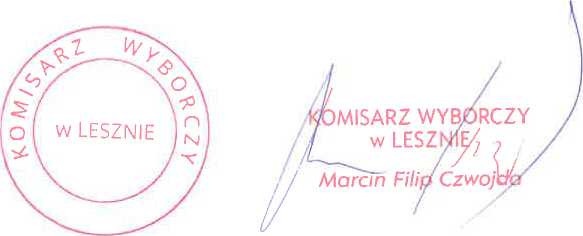 KOMISARZ WYBORCZY
w LESZNIE
KOMISARZ WYBORCZY
w LESZNIE
Marcin Filip Czwojda